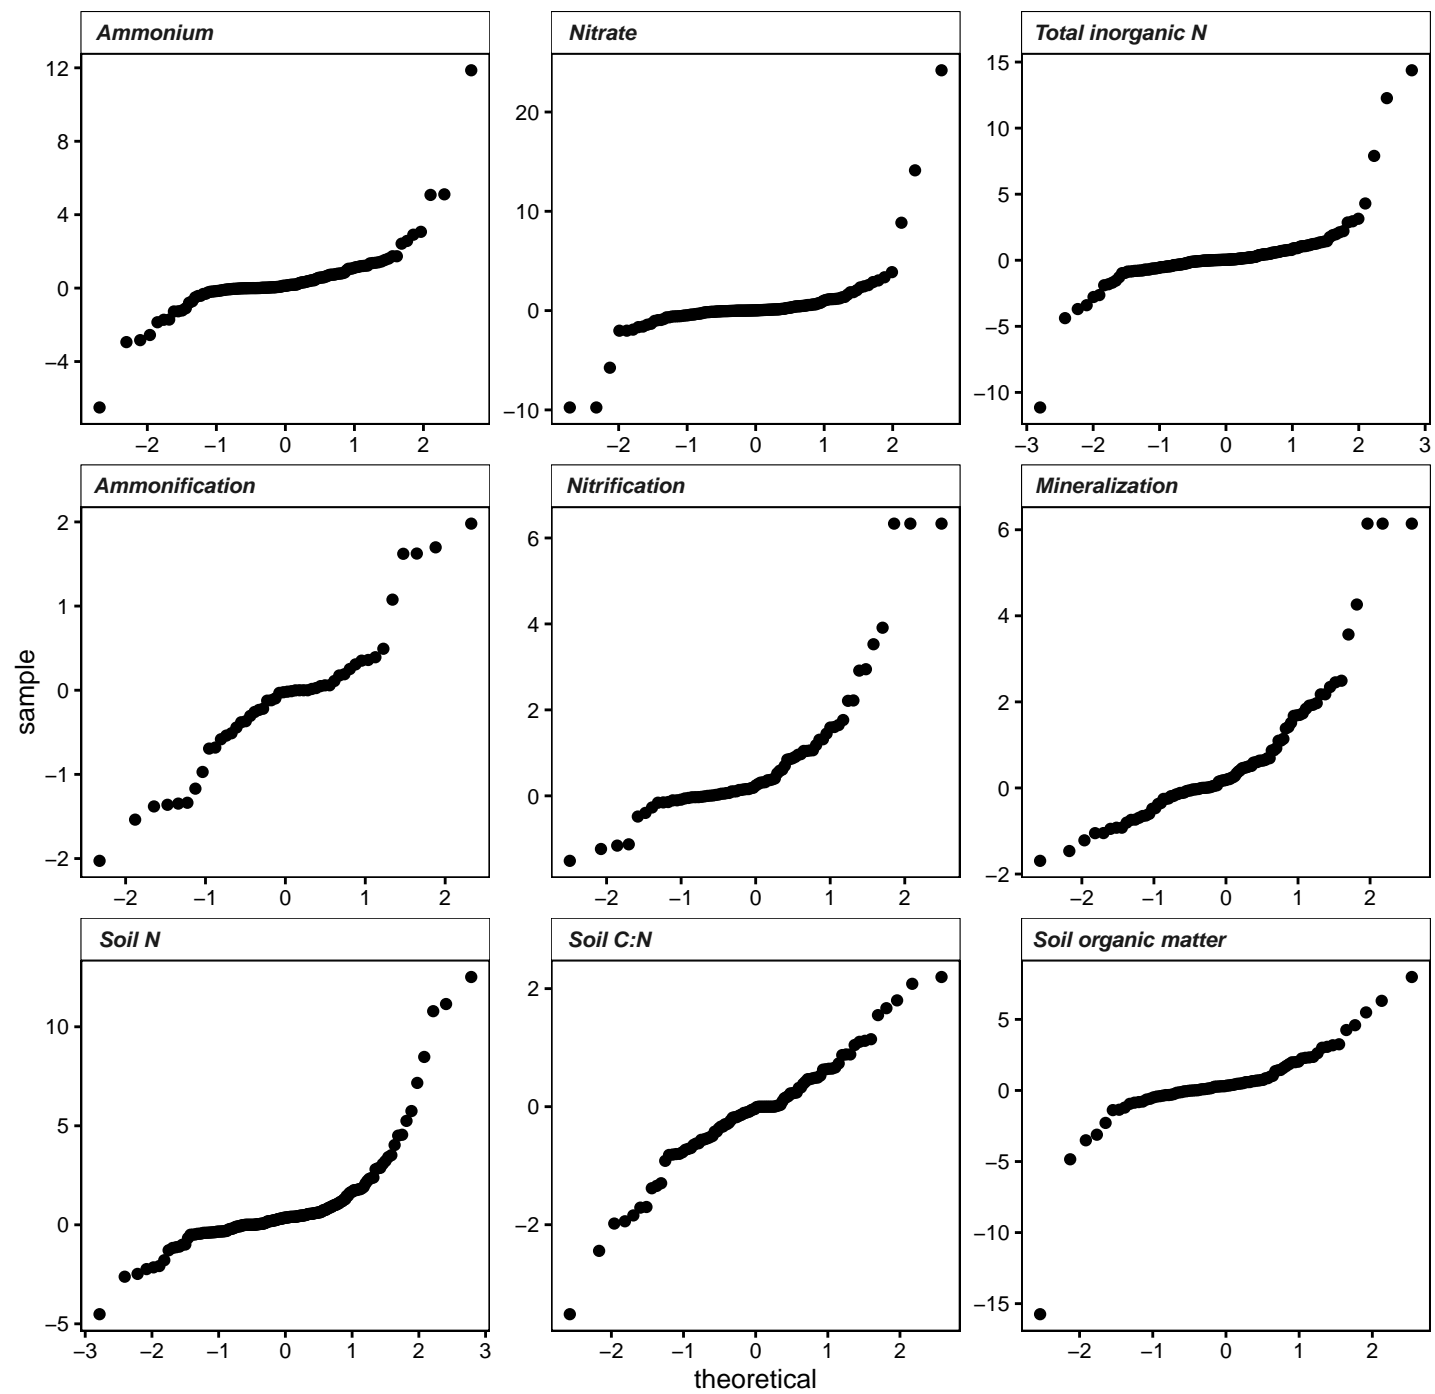 Ammonium
Nitrate
Total inorganic N
12
8
4
0
−4
−2 −1 0 1 2
20
10
0
−10
−2 −1 0 1 2
15
10
5
0
−5
−10
−3 −2 −1 0 1 2 3
Ammonification
Nitrification
Mineralization
2
1
0
−1
−2
−2 −1 0 1 2
6
4
2
0
−2 −1 0 1 2
6
4
2
0
−2
−2 −1 0 1 2
sample
Soil N
Soil C:N
Soil organic matter
10
5
0
−5
−3 −2 −1 0 1 2 3
2
0
−2
−2 −1 0 1 2
5
0
−5
−10
−15
−2 −1 0 1 2
theoretical